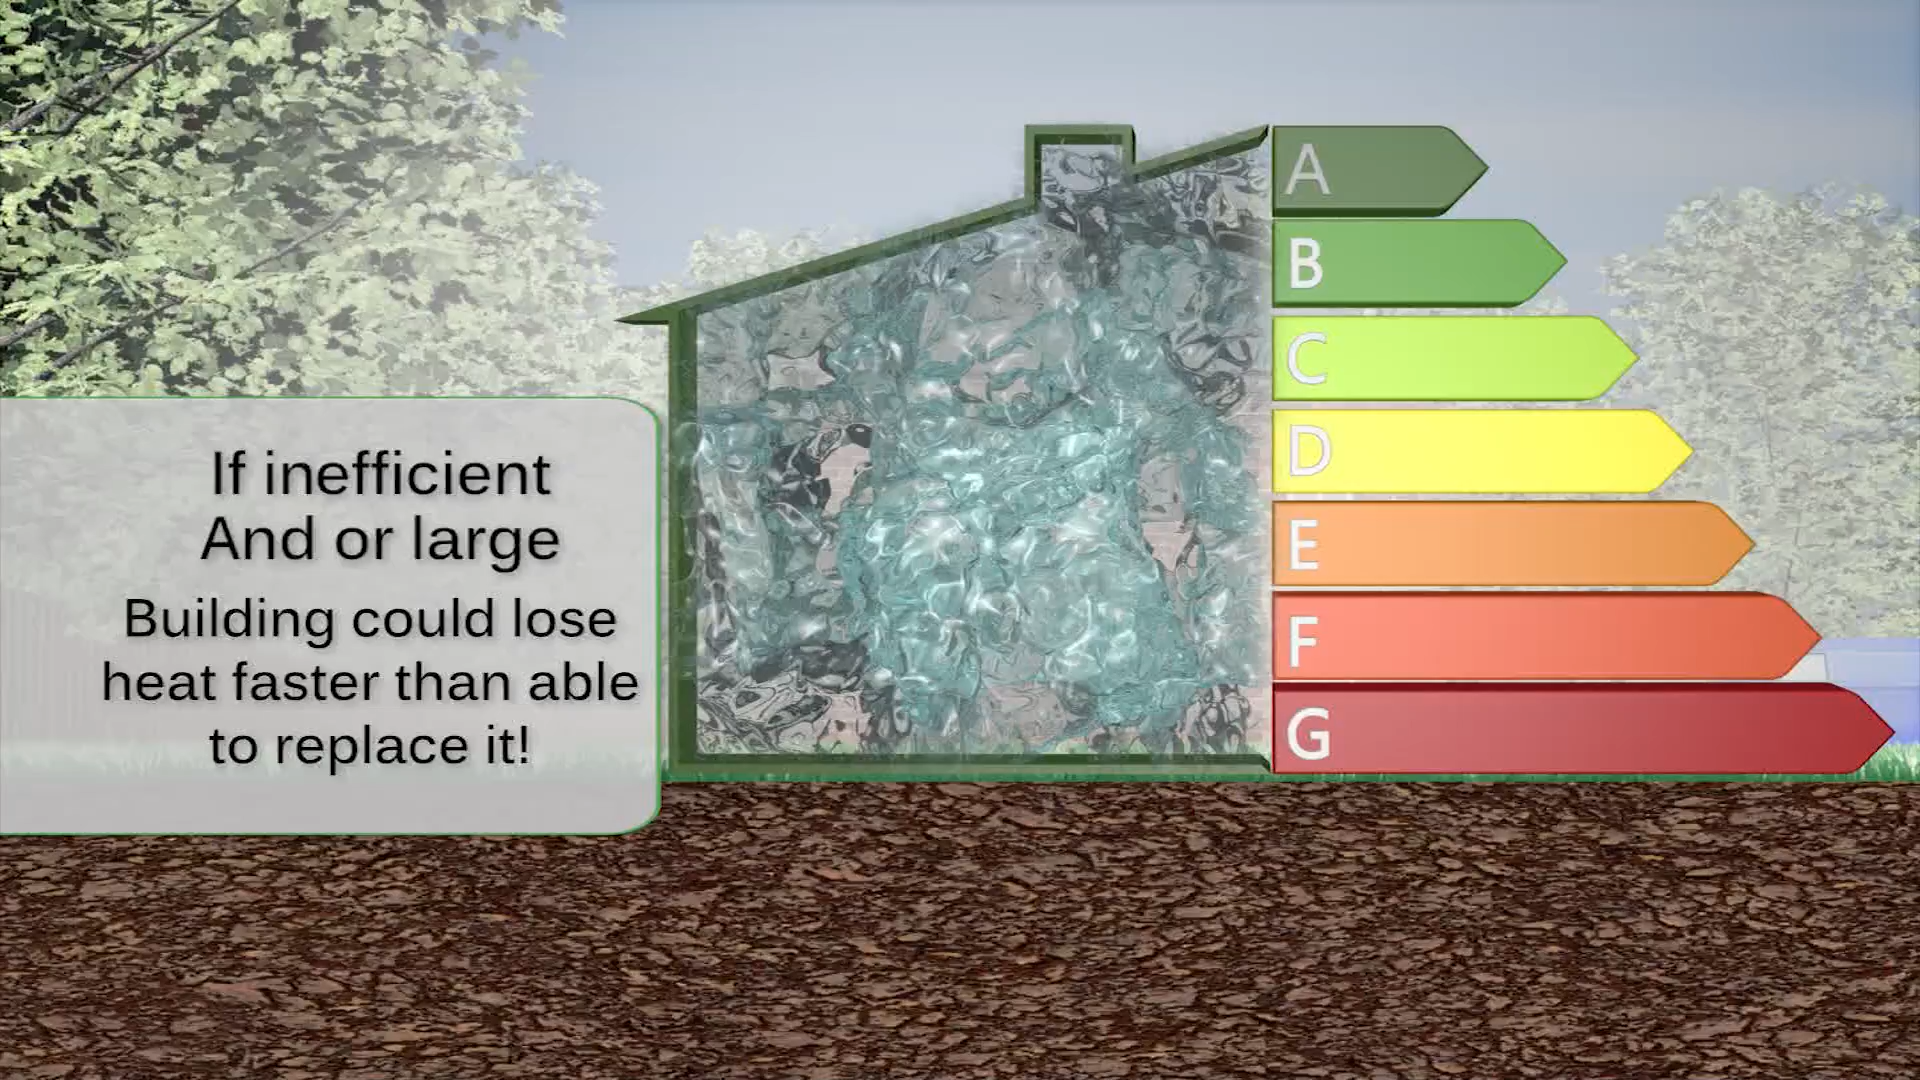 If inefficient
And or large
Building could lose
heat faster than able
to replace it!
A
B
C
D
E
F
G